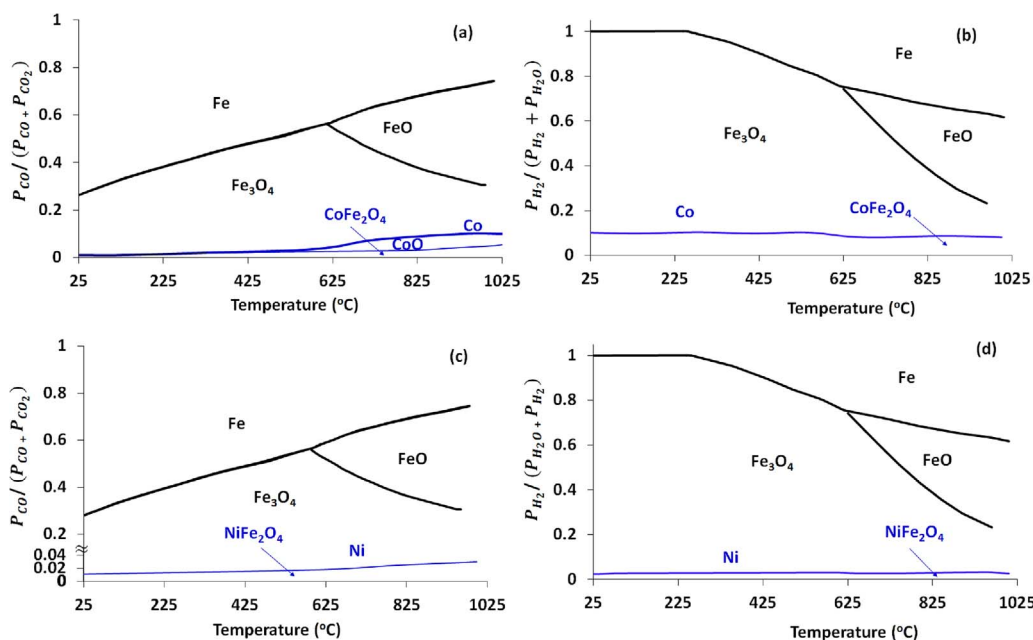 (a)
P_CO / (P_CO + P_CO₂)
1
0.8
0.6
0.4
0.2
0
Fe
FeO
Fe₃O₄
CoFe₂O₄
Co
CoO
25 225 425 625 825 1025
Temperature (°C)
(b)
P_H₂ / (P_H₂ + P_H₂O)
1
0.8
0.6
0.4
0.2
0
Fe
Fe₃O₄
FeO
Co
CoFe₂O₄
25 225 425 625 825 1025
Temperature (°C)
(c)
P_CO / (P_CO + P_CO₂)
1
0.8
0.6
0.4
0.2
0.04
0.02
0
Fe
FeO
Fe₃O₄
NiFe₂O₄
Ni
25 225 425 625 825 1025
Temperature (°C)
(d)
P_H₂ / (P_H₂O + P_H₂)
1
0.8
0.6
0.4
0.2
0
Fe
Fe₃O₄
FeO
NiFe₂O₄
Ni
25 225 425 625 825 1025
Temperature (°C)